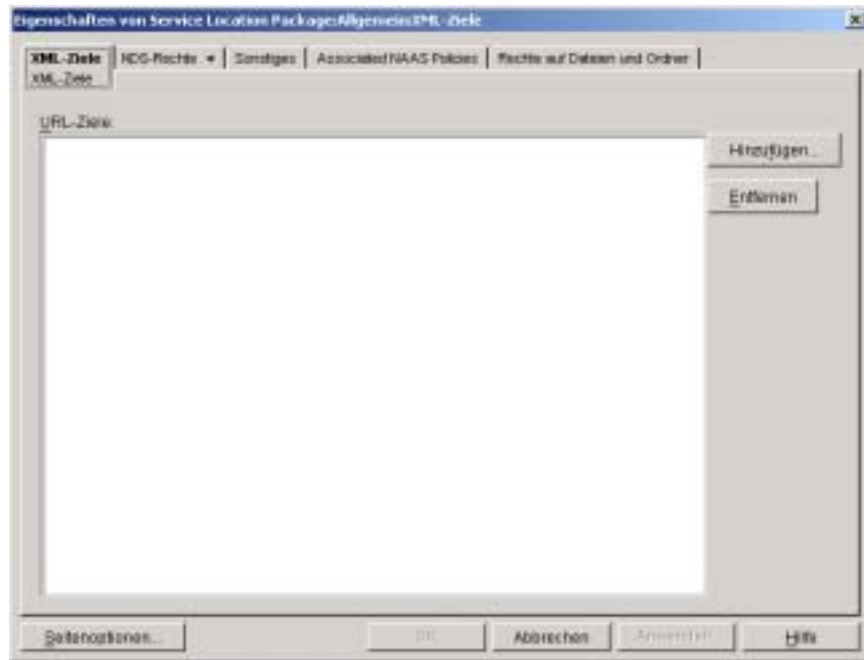 Eigenschaften von Service Location Package:Allgemein:XML-Ziele
XML-Ziele NDS-Rechte Sonstiges Associated NAAS Policies Rechte auf Dateien und Ordner
XML-Ziele
URL-Ziele:
Hinzufügen...
Entfernen
Seitenoptionen... OK Abbrechen Anwenden Hilfe